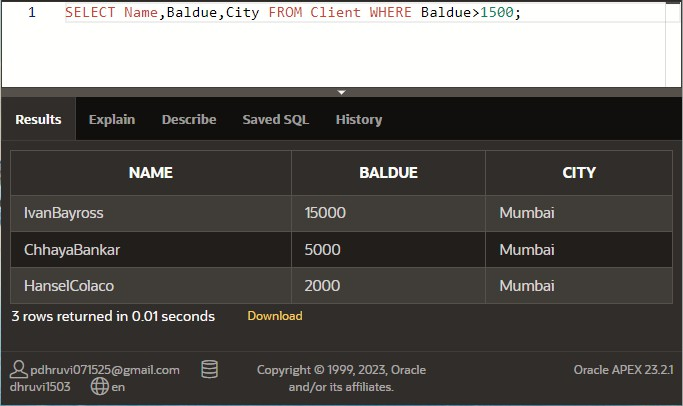 1 SELECT Name,Baldue,City FROM Client WHERE Baldue>1500;
Results Explain Describe Saved SQL History
NAME BALDUE CITY
IvanBayross 15000 Mumbai
ChhayaBankar 5000 Mumbai
HanselColaco 2000 Mumbai
3 rows returned in 0.01 seconds Download
pdhruvi071525@gmail.com Copyright © 1999, 2023, Oracle Oracle APEX 23.2.1
dhruvi1503 en and/or its affiliates.